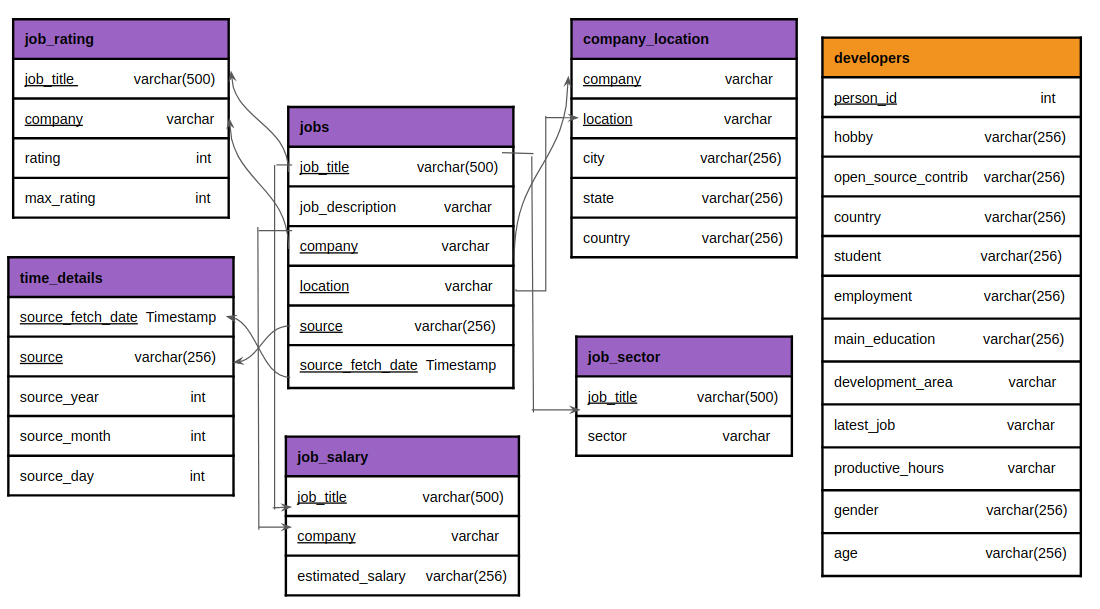 job_rating
job_title varchar(500)
company varchar
rating int
max_rating int
time_details
source_fetch_date Timestamp
source varchar(256)
source_year int
source_month int
source_day int
jobs
job_title varchar(500)
job_description varchar
company varchar
location varchar
source varchar(256)
source_fetch_date Timestamp
job_salary
job_title varchar(500)
company varchar
estimated_salary varchar(256)
company_location
company varchar
location varchar
city varchar(256)
state varchar(256)
country varchar(256)
job_sector
job_title varchar(500)
sector varchar
developers
person_id int
hobby varchar(256)
open_source_contrib varchar(256)
country varchar(256)
student varchar(256)
employment varchar(256)
main_education varchar(256)
development_area varchar
latest_job varchar
productive_hours varchar
gender varchar(256)
age varchar(256)